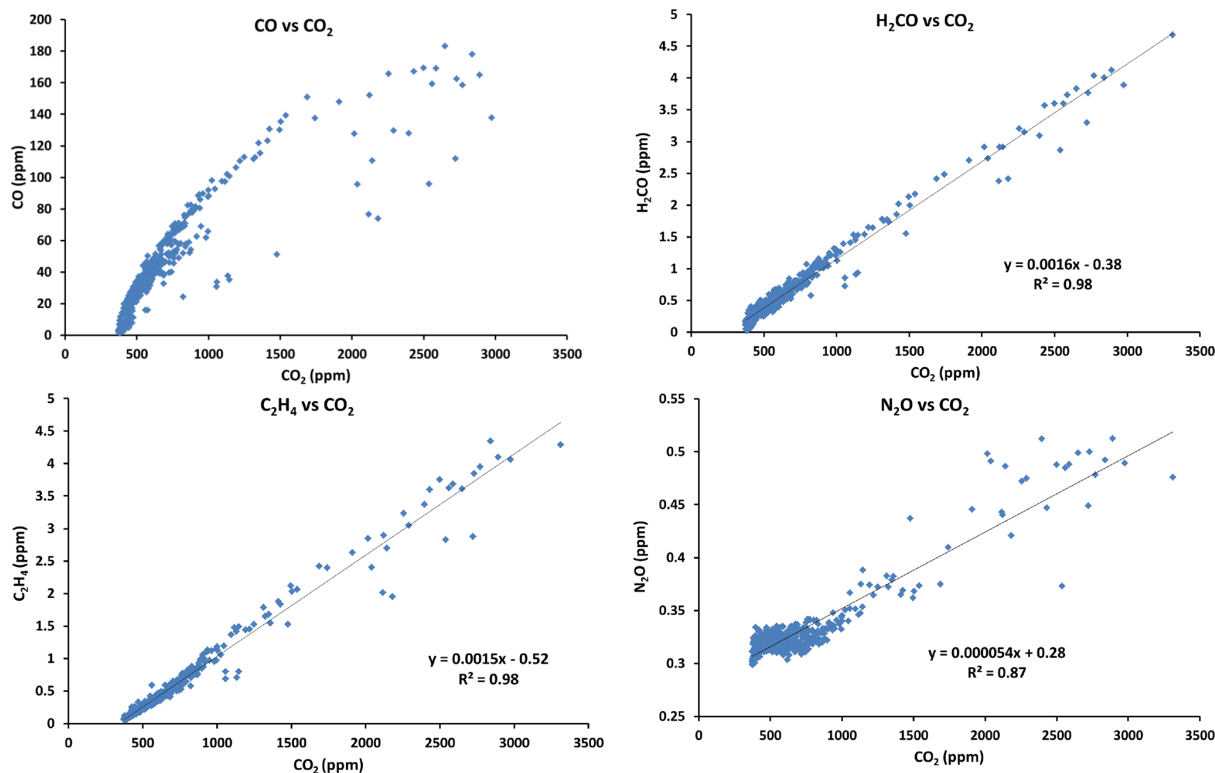 CO vs CO₂
200
180
160
140
120
100
80
60
40
20
0
CO (ppm)
0 500 1000 1500 2000 2500 3000 3500
CO₂ (ppm)
H₂CO vs CO₂
5
4.5
4
3.5
3
2.5
2
1.5
1
0.5
0
H₂CO (ppm)
y = 0.0016x - 0.38
R² = 0.98
0 500 1000 1500 2000 2500 3000 3500
CO₂ (ppm)
C₂H₄ vs CO₂
5
4.5
4
3.5
3
2.5
2
1.5
1
0.5
0
C₂H₄ (ppm)
y = 0.0015x - 0.52
R² = 0.98
0 500 1000 1500 2000 2500 3000 3500
CO₂ (ppm)
N₂O vs CO₂
0.55
0.5
0.45
0.4
0.35
0.3
0.25
N₂O (ppm)
y = 0.000054x + 0.28
R² = 0.87
0 500 1000 1500 2000 2500 3000 3500
CO₂ (ppm)